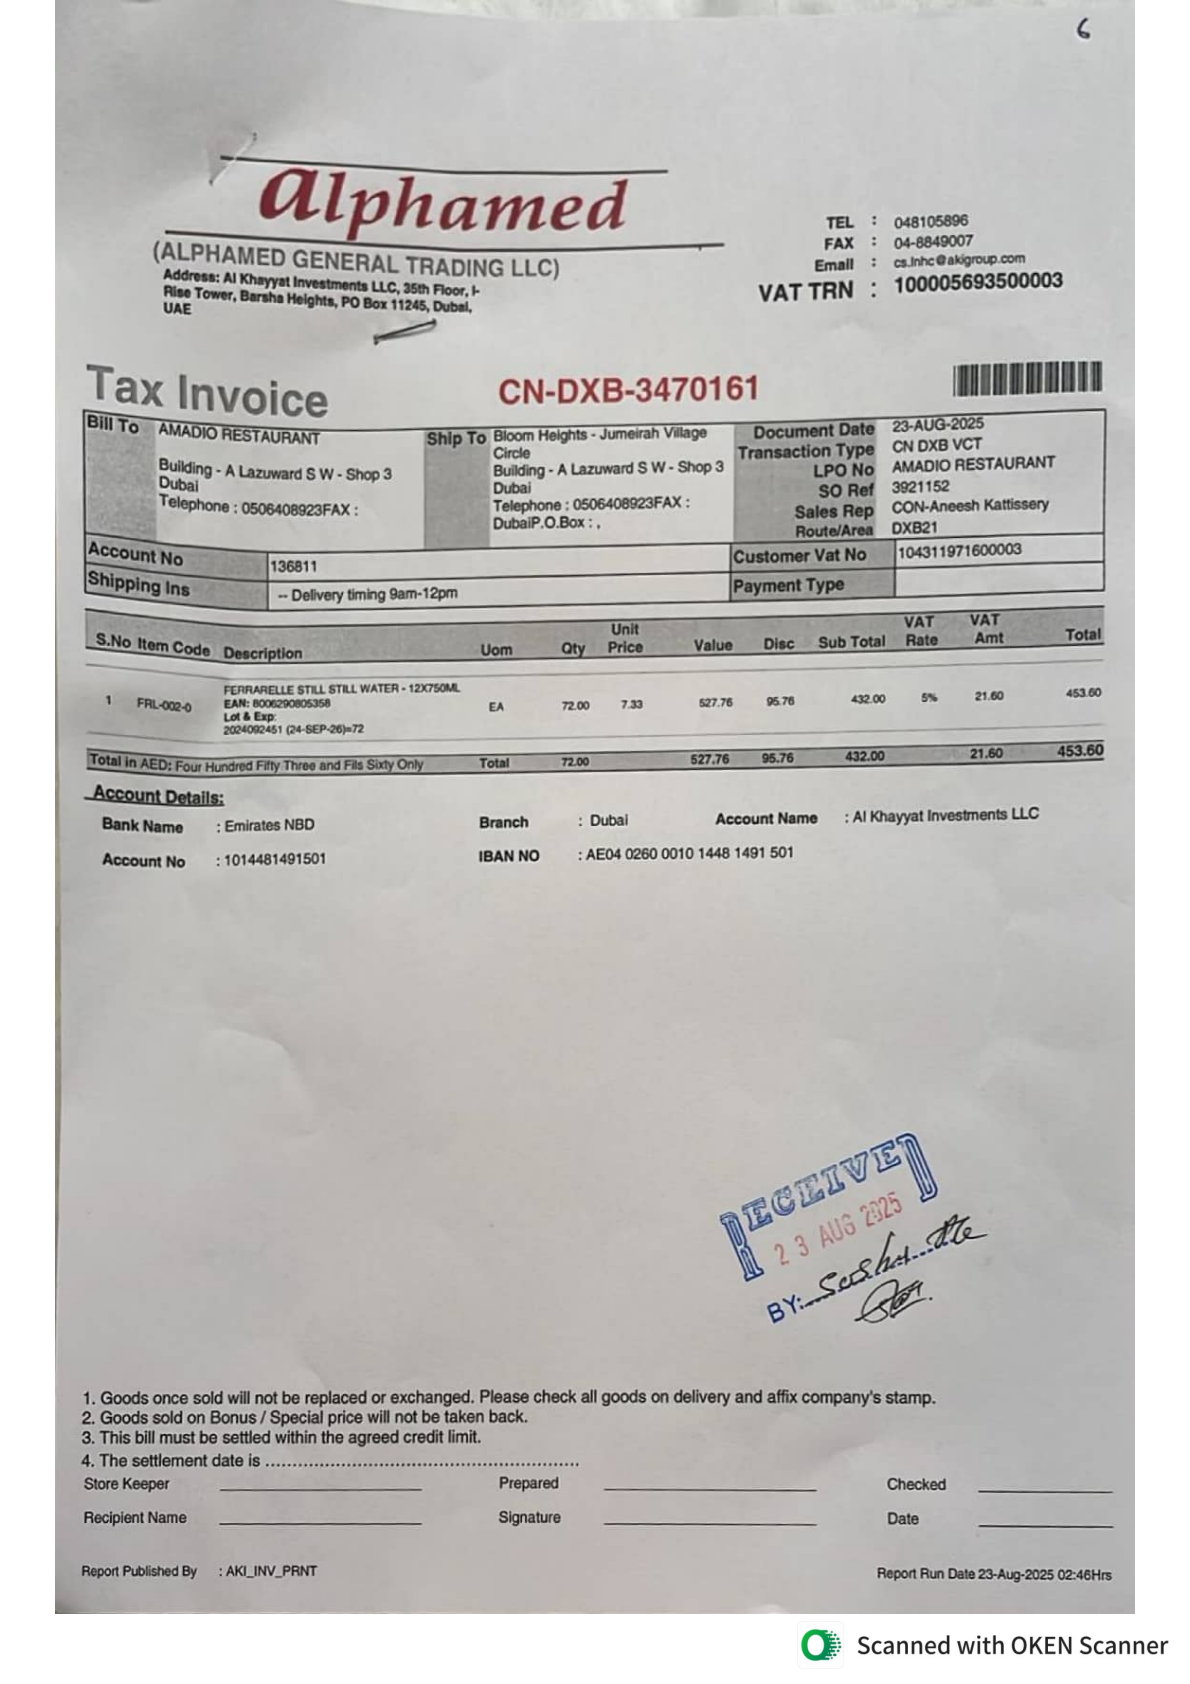 6
alphamed
(ALPHAMED GENERAL TRADING LLC)
Address: Al Khayyat Investments LLC, 35th Floor, I-
Rise Tower, Barsha Heights, PO Box 11245, Dubai,
UAE
TEL : 048105896
FAX : 04-8849007
Email : cs.lnhc@akigroup.com
VAT TRN : 100005693500003
Tax Invoice
CN-DXB-3470161
Bill To AMADIO RESTAURANT
Building - A Lazuward S W - Shop 3
Dubai
Telephone : 0506408923FAX :
Ship To Bloom Heights - Jumeirah Village
Circle
Building - A Lazuward S W - Shop 3
Dubai
Telephone : 0506408923FAX :
DubaiP.O.Box : ,
Document Date 23-AUG-2025
Transaction Type CN DXB VCT
LPO No AMADIO RESTAURANT
SO Ref 3921152
Sales Rep CON-Aneesh Kattissery
Route/Area DXB21
Account No 136811
Customer Vat No 104311971600003
Shipping Ins -- Delivery timing 9am-12pm
Payment Type
S.No Item Code Description Uom Qty Unit Price Value Disc Sub Total VAT Rate VAT Amt Total
1 FRL-002-0 FERRARELLE STILL STILL WATER - 12X750ML EA 72.00 7.33 527.76 95.76 432.00 5% 21.60 453.60
EAN: 8006290805358
Lot & Exp:
2024092451 (24-SEP-26)=72
Total in AED: Four Hundred Fifty Three and Fils Sixty Only Total 72.00 527.76 95.76 432.00 21.60 453.60
Account Details:
Bank Name : Emirates NBD Branch : Dubai Account Name : Al Khayyat Investments LLC
Account No : 1014481491501 IBAN NO : AE04 0260 0010 1448 1491 501
RECEIVED
23 AUG 2025
BY:
1. Goods once sold will not be replaced or exchanged. Please check all goods on delivery and affix company's stamp.
2. Goods sold on Bonus / Special price will not be taken back.
3. This bill must be settled within the agreed credit limit.
4. The settlement date is ........................................................
Store Keeper Prepared Checked
Recipient Name Signature Date
Report Published By : AKI_INV_PRNT
Report Run Date 23-Aug-2025 02:46Hrs
Scanned with OKEN Scanner